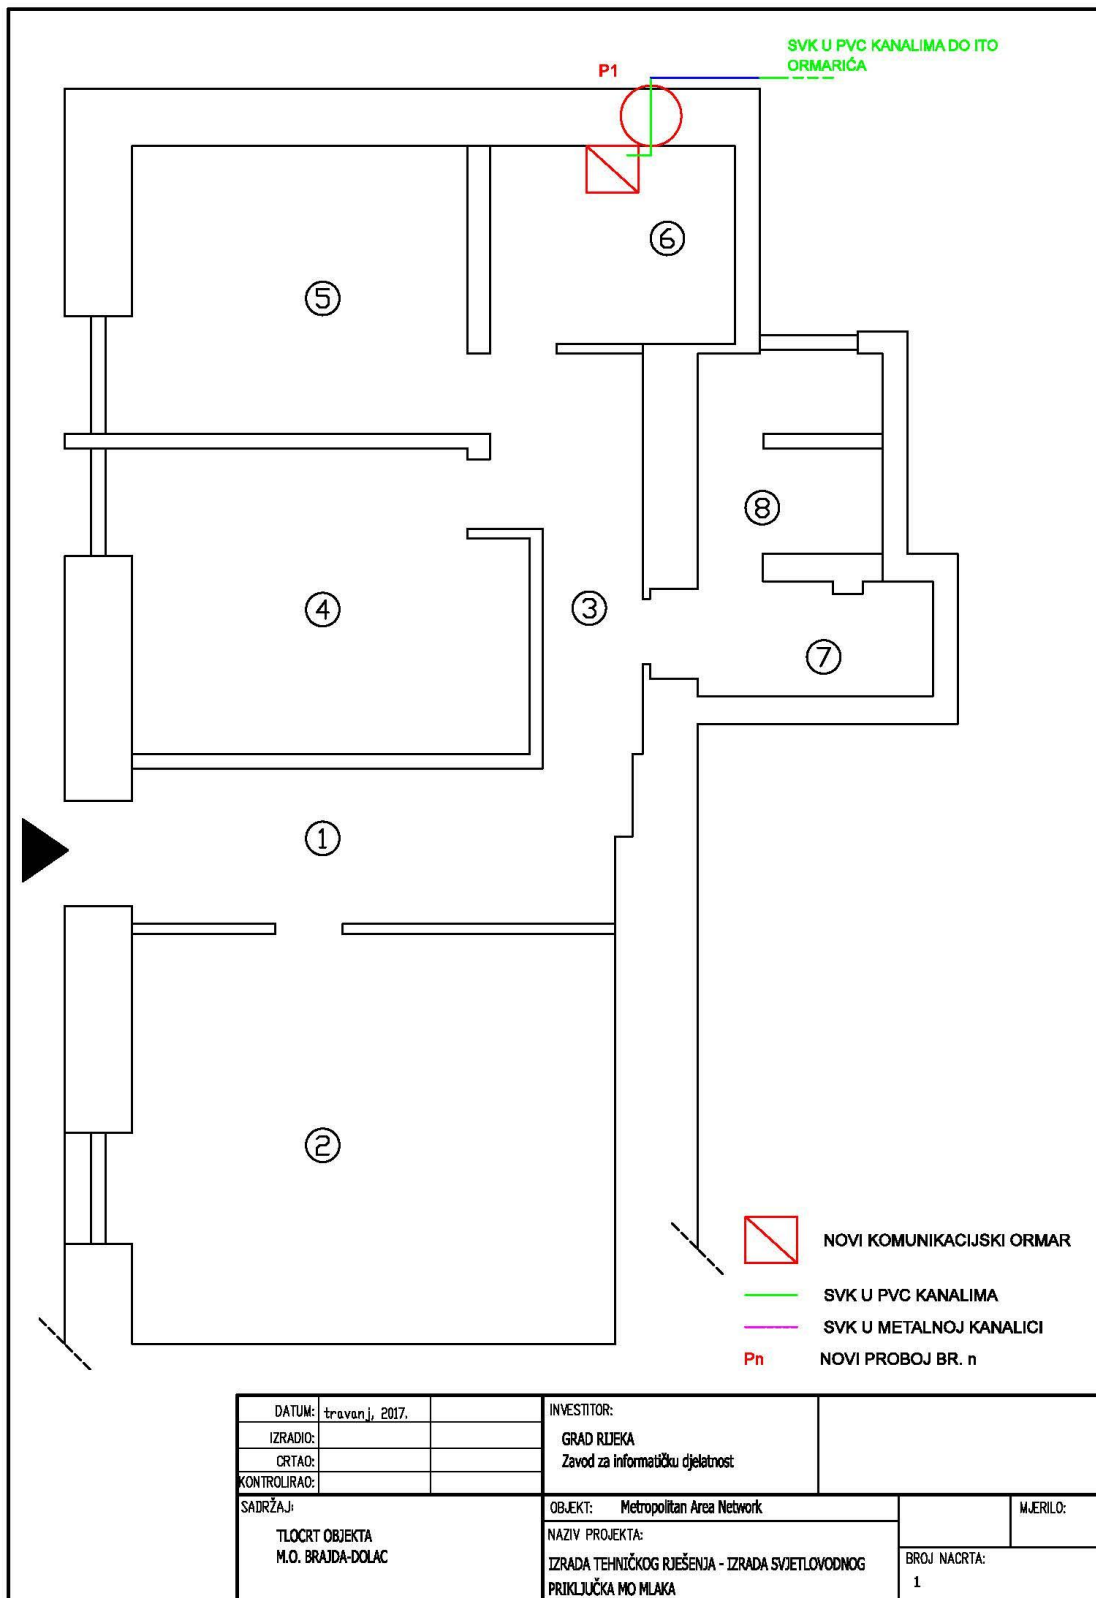 SVK U PVC KANALIMA DO ITO
ORMARIĆA
P1
6
5
8
4
3
7
1
2
NOVI KOMUNIKACIJSKI ORMAR
SVK U PVC KANALIMA
SVK U METALNOJ KANALICI
Pn NOVI PROBOJ BR. n
DATUM: travanj, 2017.
IZRADIO:
CRTAO:
KONTROLIRAO:
INVESTITOR:
GRAD RIJEKA
Zavod za informatičku djelatnost
SADRŽAJ:
TLOCRT OBJEKTA
M.O. BRAJDA-DOLAC
OBJEKT: Metropolitan Area Network
NAZIV PROJEKTA:
IZRADA TEHNIČKOG RJEŠENJA - IZRADA SVJETLOVODNOG
PRIKLJUČKA MO MLAKA
MJERILO:
BROJ NACRTA:
1